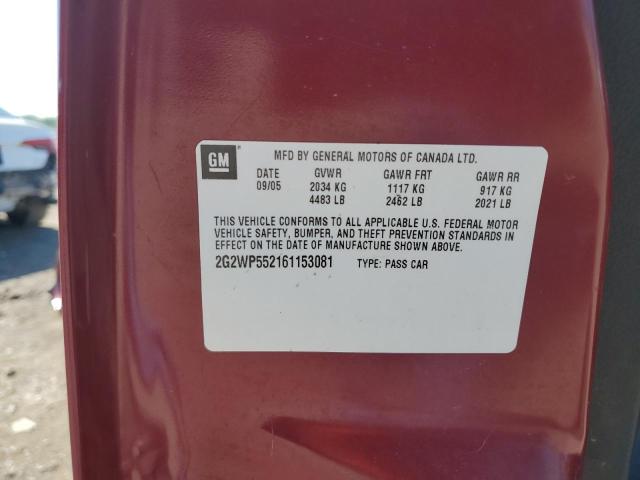 GM MFD BY GENERAL MOTORS OF CANADA LTD.
DATE GVWR GAWR FRT GAWR RR
09/05 2034 KG 1117 KG 917 KG
4483 LB 2462 LB 2021 LB
THIS VEHICLE CONFORMS TO ALL APPLICABLE U.S. FEDERAL MOTOR
VEHICLE SAFETY, BUMPER, AND THEFT PREVENTION STANDARDS IN
EFFECT ON THE DATE OF MANUFACTURE SHOWN ABOVE.
2G2WP552161153081 TYPE: PASS CAR